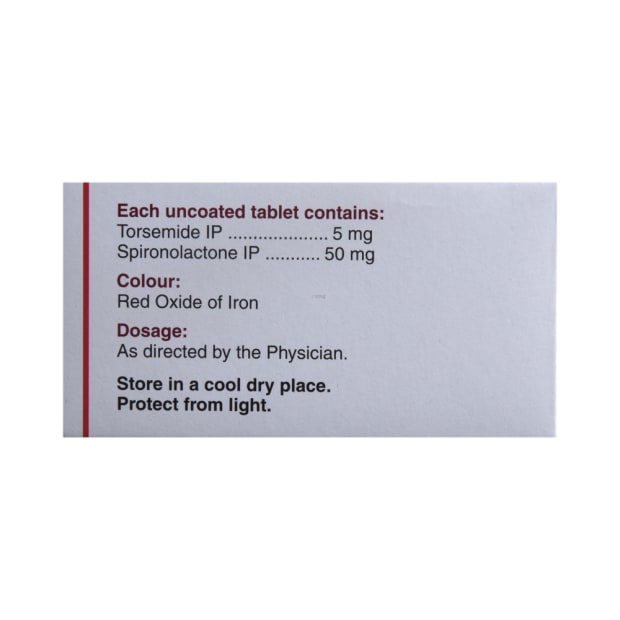 Each uncoated tablet contains:
Torsemide IP .................... 5 mg
Spironolactone IP ........... 50 mg
Colour:
Red Oxide of Iron
Dosage:
As directed by the Physician.
Store in a cool dry place.
Protect from light.